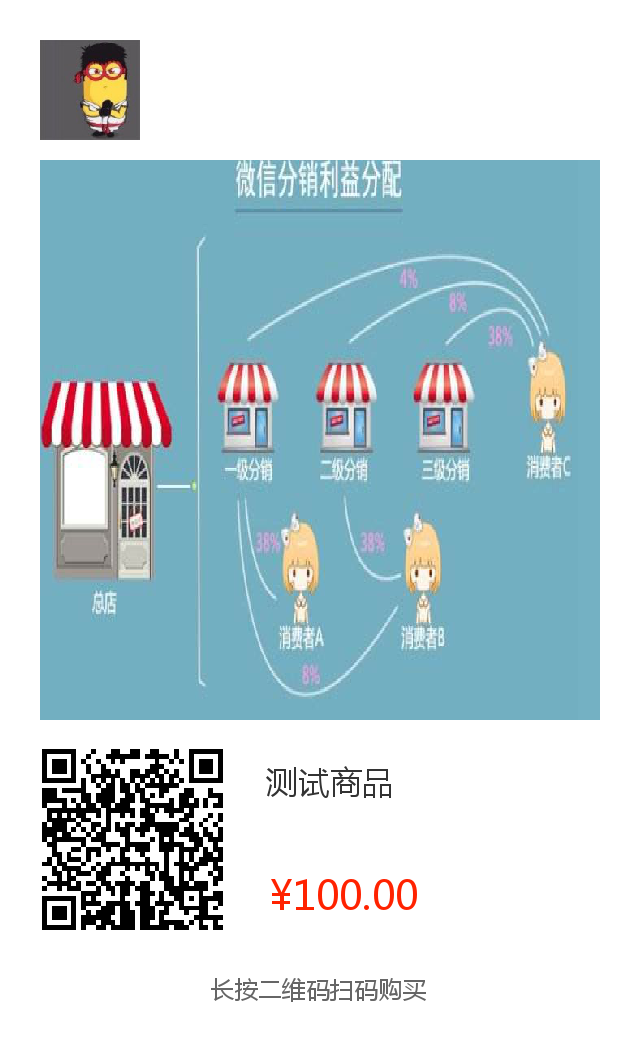 微信分销利益分配
4%
8%
38%
一级分销
二级分销
三级分销
消费者C
38%
38%
总店
消费者A
消费者B
8%
测试商品
¥100.00
长按二维码扫码购买